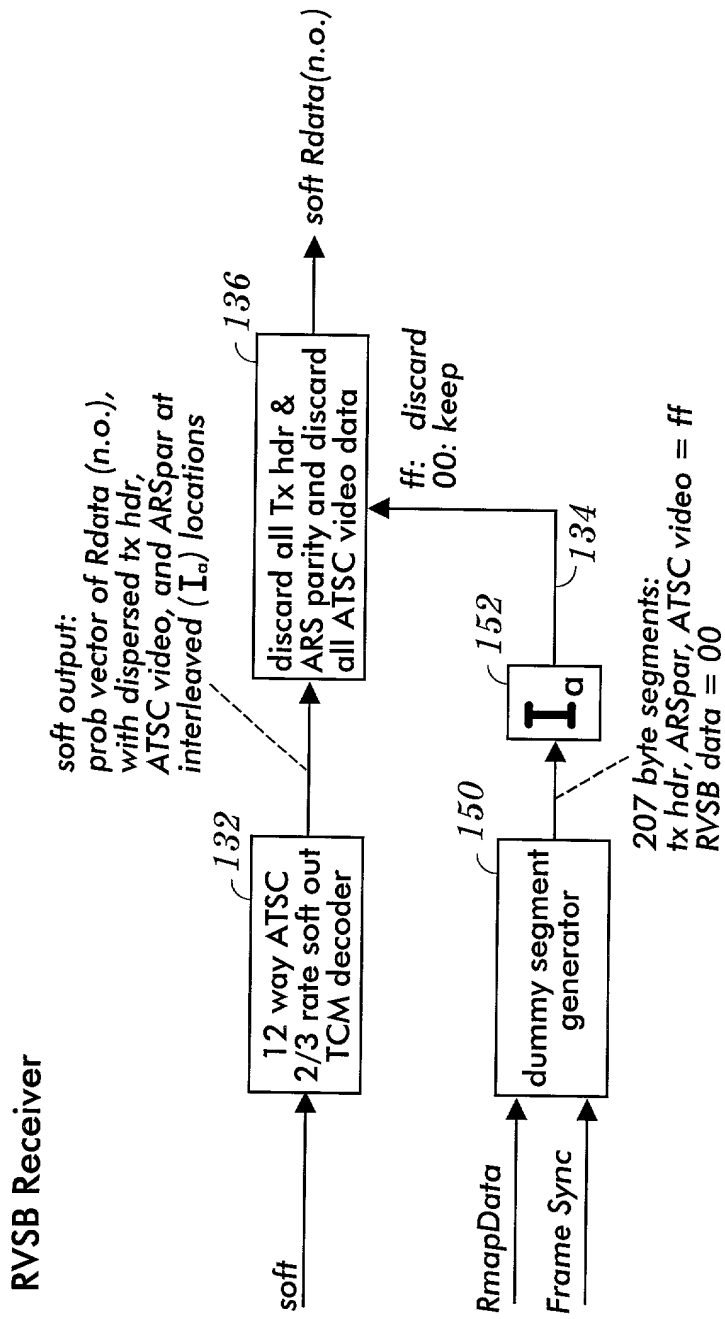 RVSB Receiver
soft output:
prob vector of Rdata (n.o.),
with dispersed tx hdr,
ATSC video, and ARSpar at
interleaved (Ia) locations
soft
132
12 way ATSC
2/3 rate soft out
TCM decoder
136
discard all Tx hdr &
ARS parity and discard
all ATSC video data
soft Rdata(n.o.)
ff: discard
00: keep
RmapData
Frame Sync
150
dummy segment
generator
152
Ia
134
207 byte segments:
tx hdr, ARSpar, ATSC video = ff
RVSB data = 00